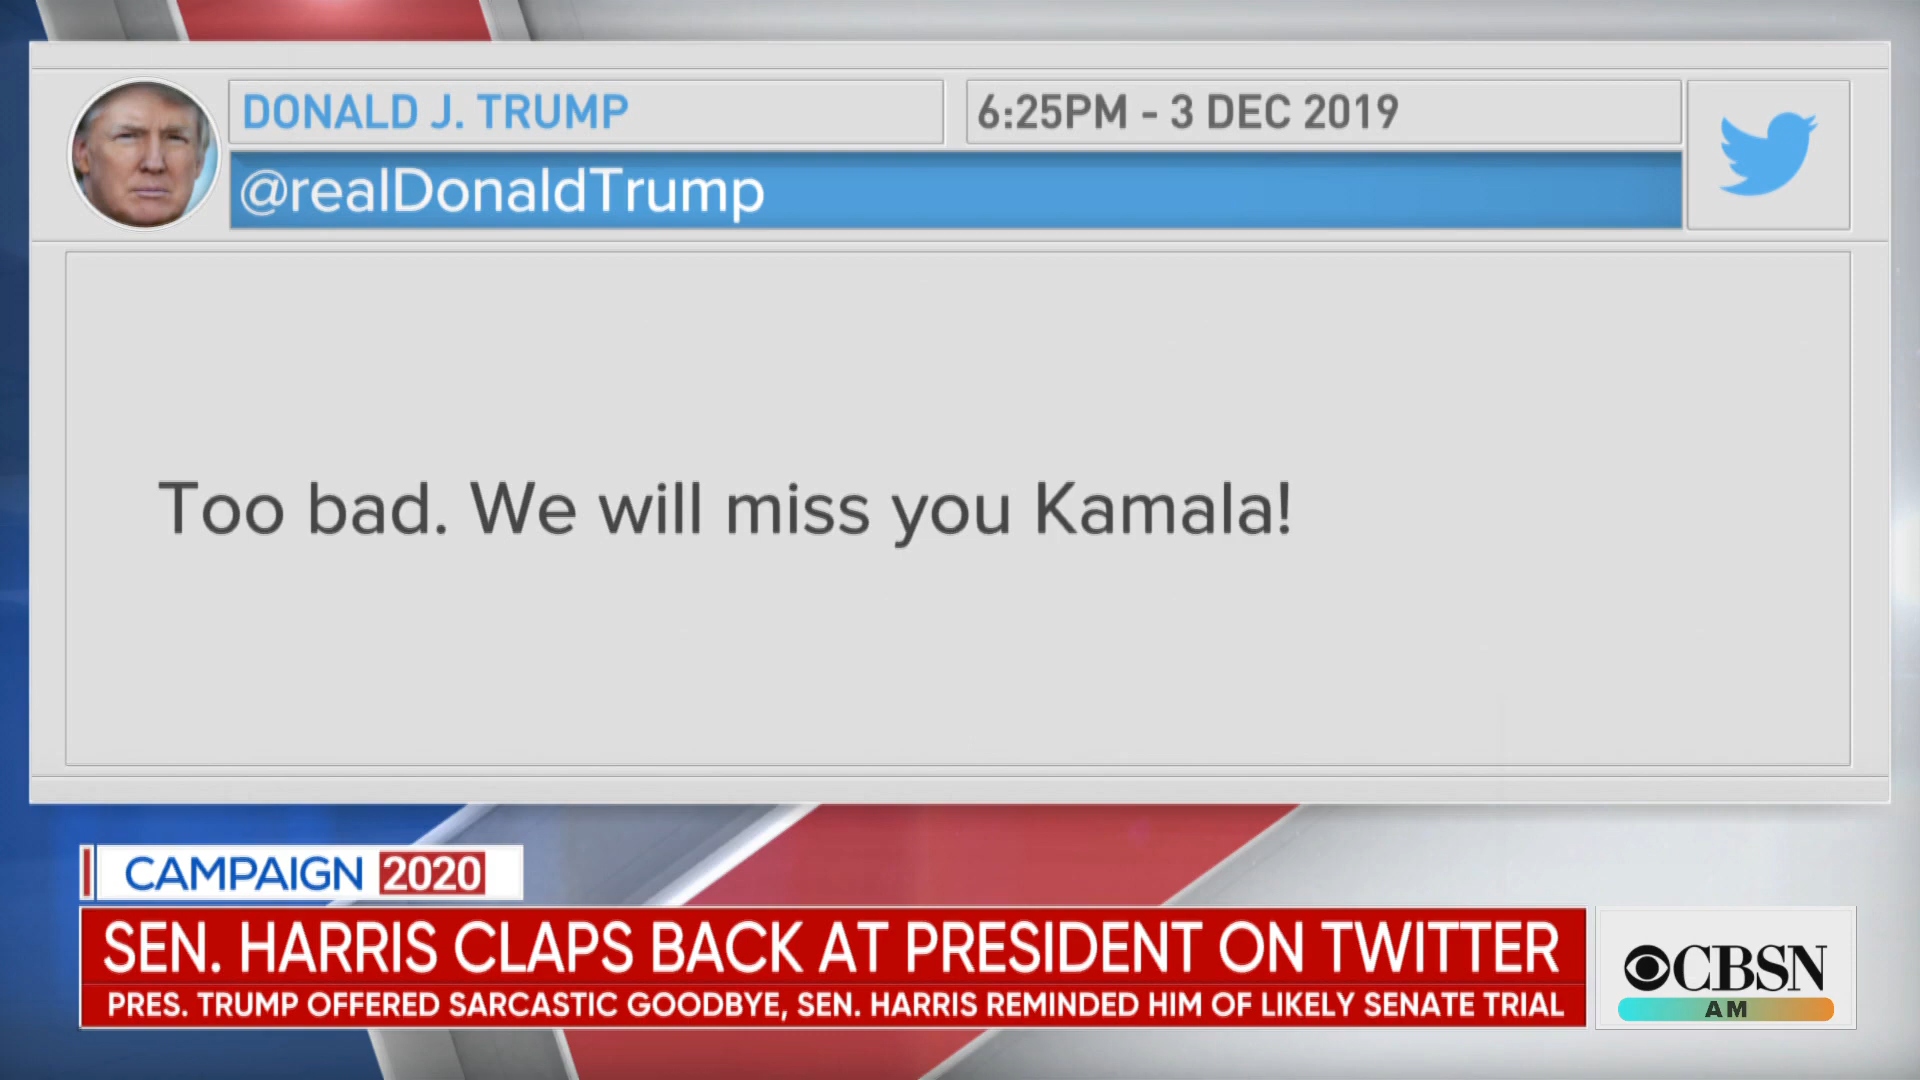 DONALD J. TRUMP
6:25PM - 3 DEC 2019
@realDonaldTrump
Too bad. We will miss you Kamala!
CAMPAIGN 2020
SEN. HARRIS CLAPS BACK AT PRESIDENT ON TWITTER
PRES. TRUMP OFFERED SARCASTIC GOODBYE, SEN. HARRIS REMINDED HIM OF LIKELY SENATE TRIAL
CBSN
AM